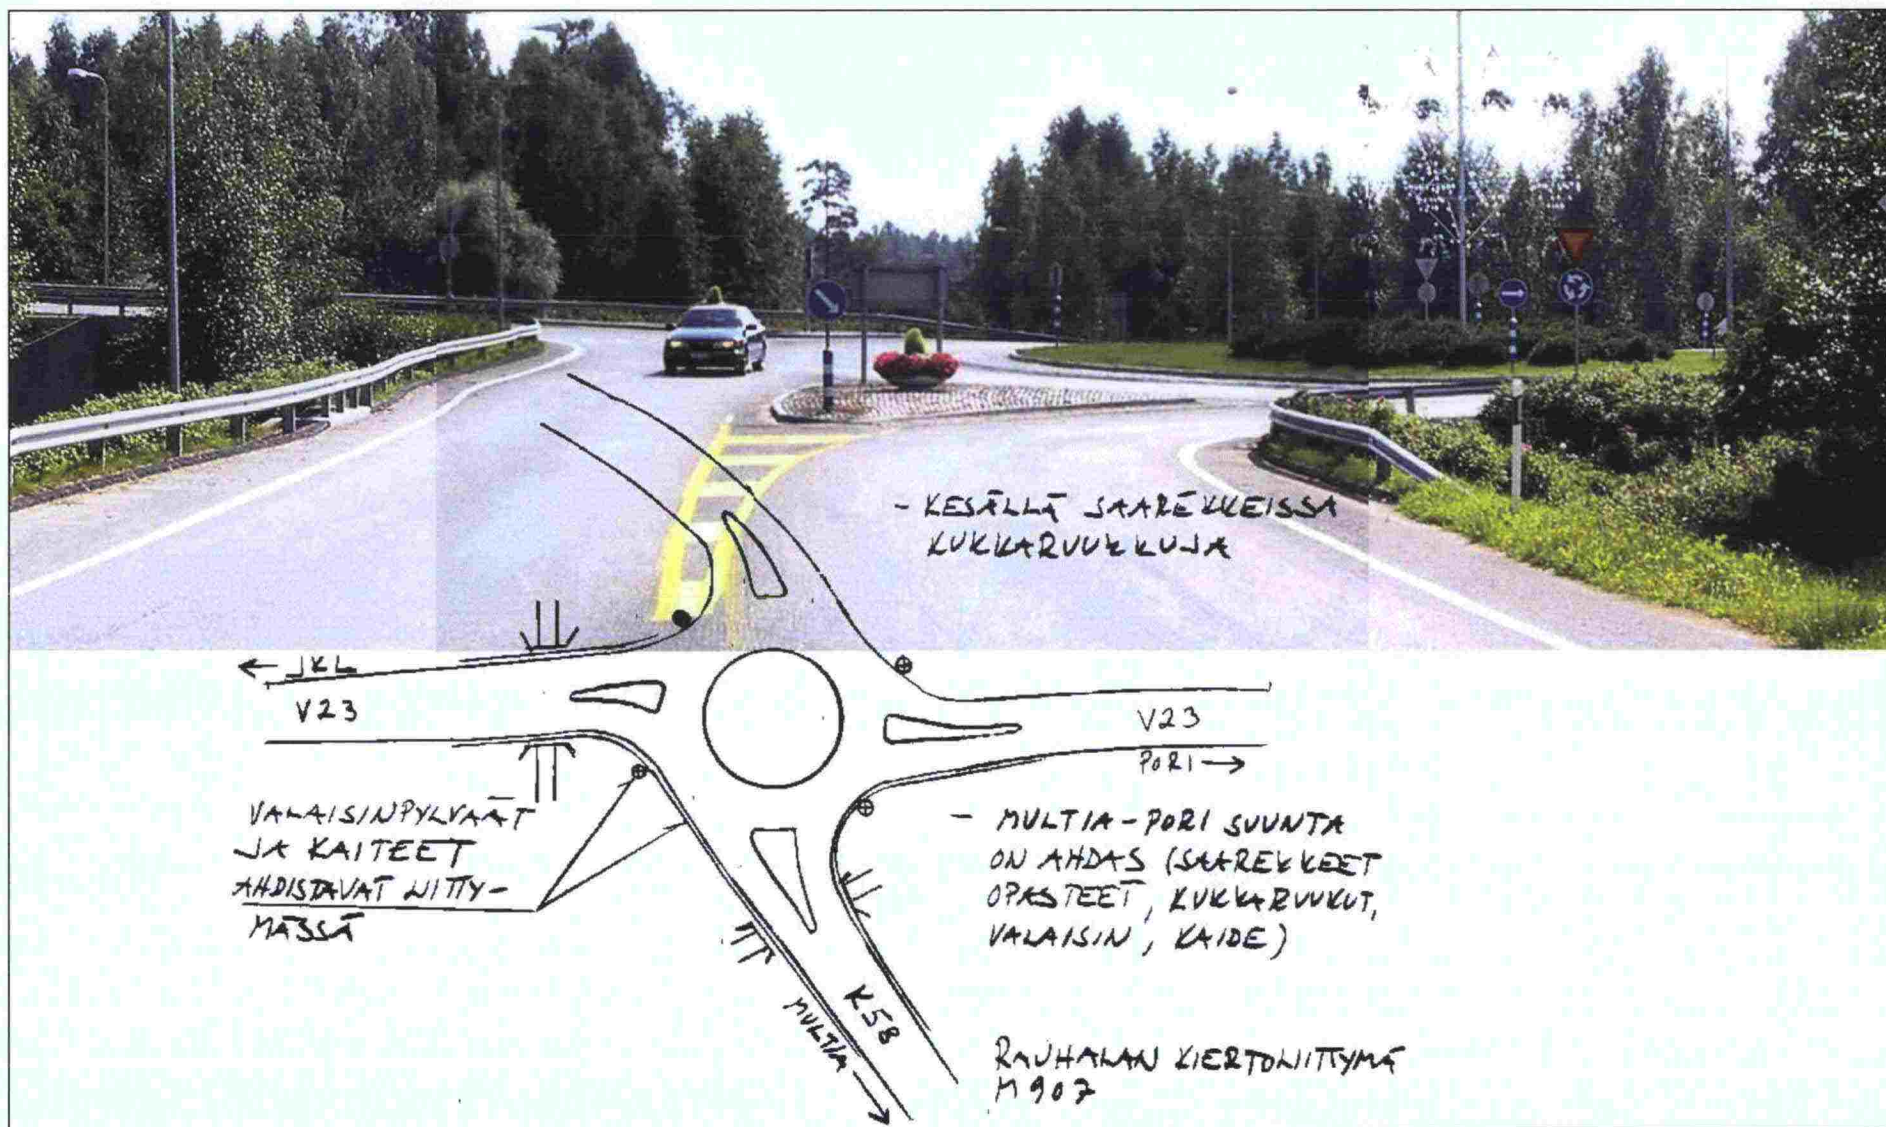 - KESÄLLÄ SAAREKKEISSA
KUKKARUUKKUJA
← JKL
V23
V23
PORI →
VALAISINPYLVÄÄT
JA KAITEET
AHDISTAVAT LIITTY-
MÄSSÄ
- MULTIA-PORI SUUNTA
ON AHDAS (SAAREKKEET
OPASTEET, KUKKARUUKUT,
VALAISIN, KAIDE)
K58
MULTIA →
RAUHALAN KIERTOLIITTYMÄ
M907